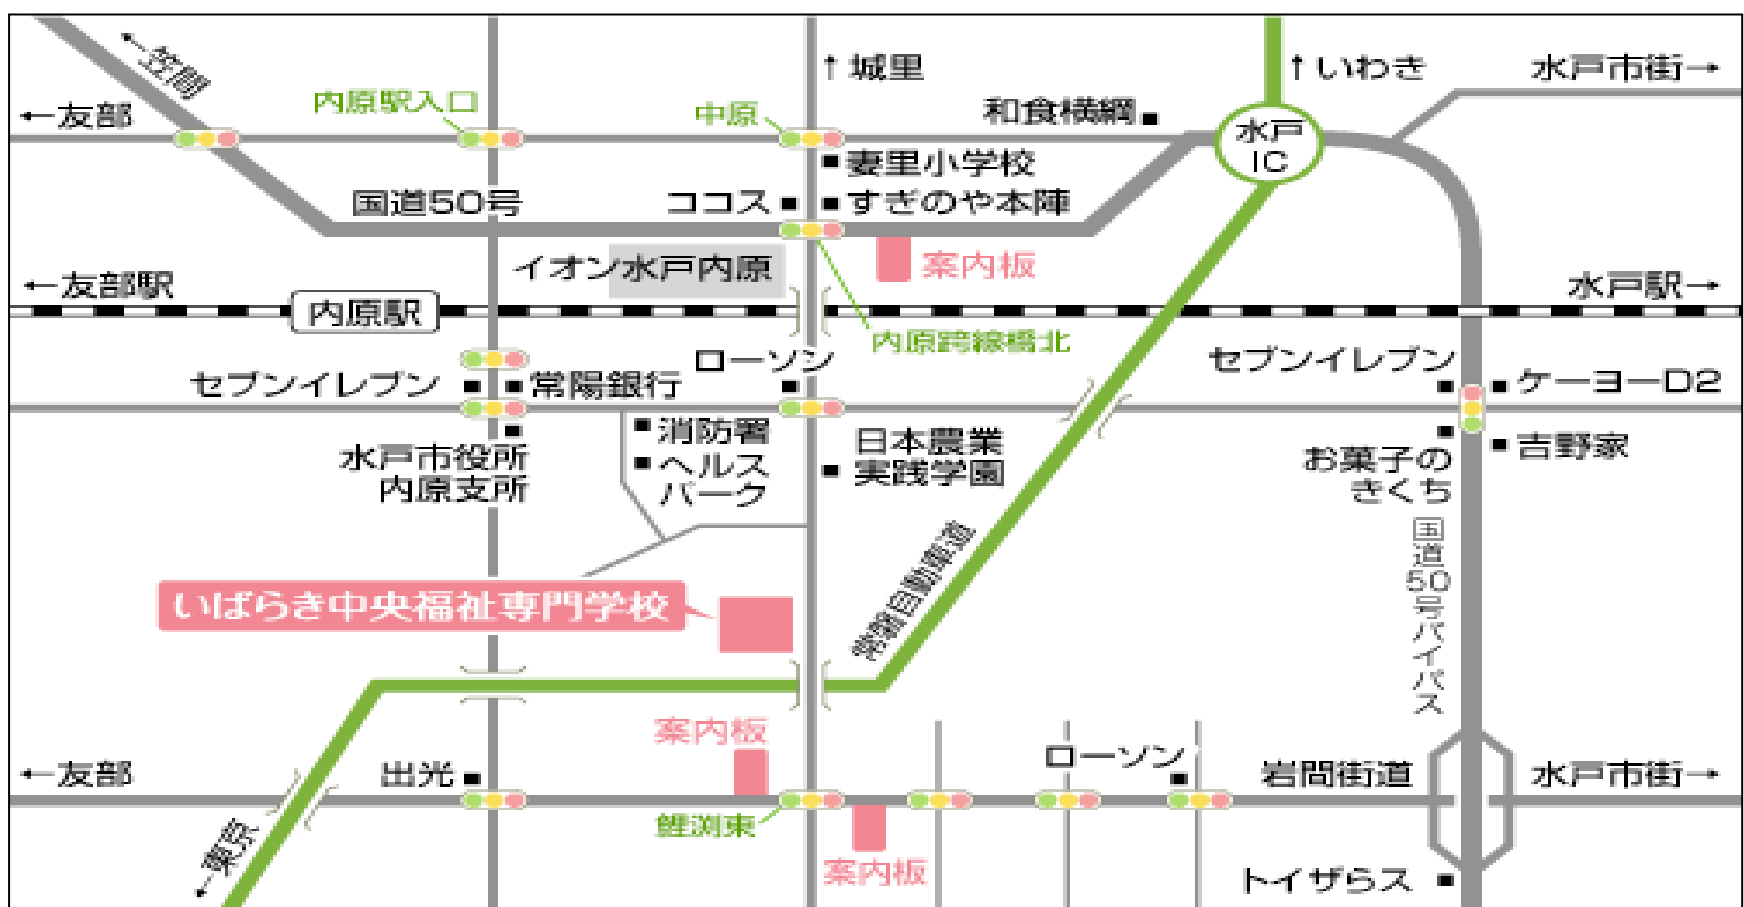 ←笠間
↑城里
↑いわき
水戸市街→
←友部
内原駅入口
中原
和食横綱
水戸
IC
妻里小学校
国道50号
ココス
すぎのや本陣
イオン水戸内原
案内板
←友部駅
水戸駅→
内原駅
内原跨線橋北
ローソン
セブンイレブン
セブンイレブン
常陽銀行
ケーヨーD2
消防署
日本農業
実践学園
水戸市役所
内原支所
ヘルス
パーク
お菓子の
きくち
吉野家
国道50号バイパス
常磐自動車道
いばらき中央福祉専門学校
案内板
ローソン
←友部
出光
岩間街道
水戸市街→
鯉渕東
←東京
案内板
トイザらス